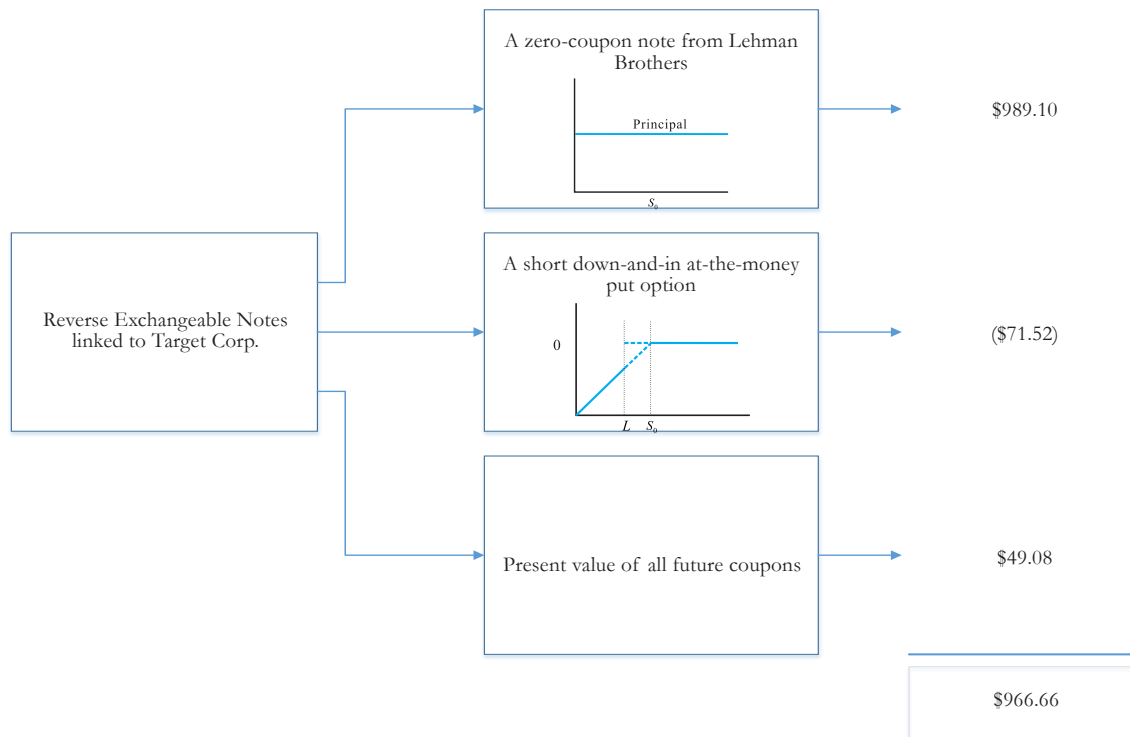 A zero-coupon note from Lehman
Brothers
Principal
S₀
$989.10
Reverse Exchangeable Notes
linked to Target Corp.
A short down-and-in at-the-money
put option
0
L S₀
($71.52)
Present value of all future coupons
$49.08
$966.66